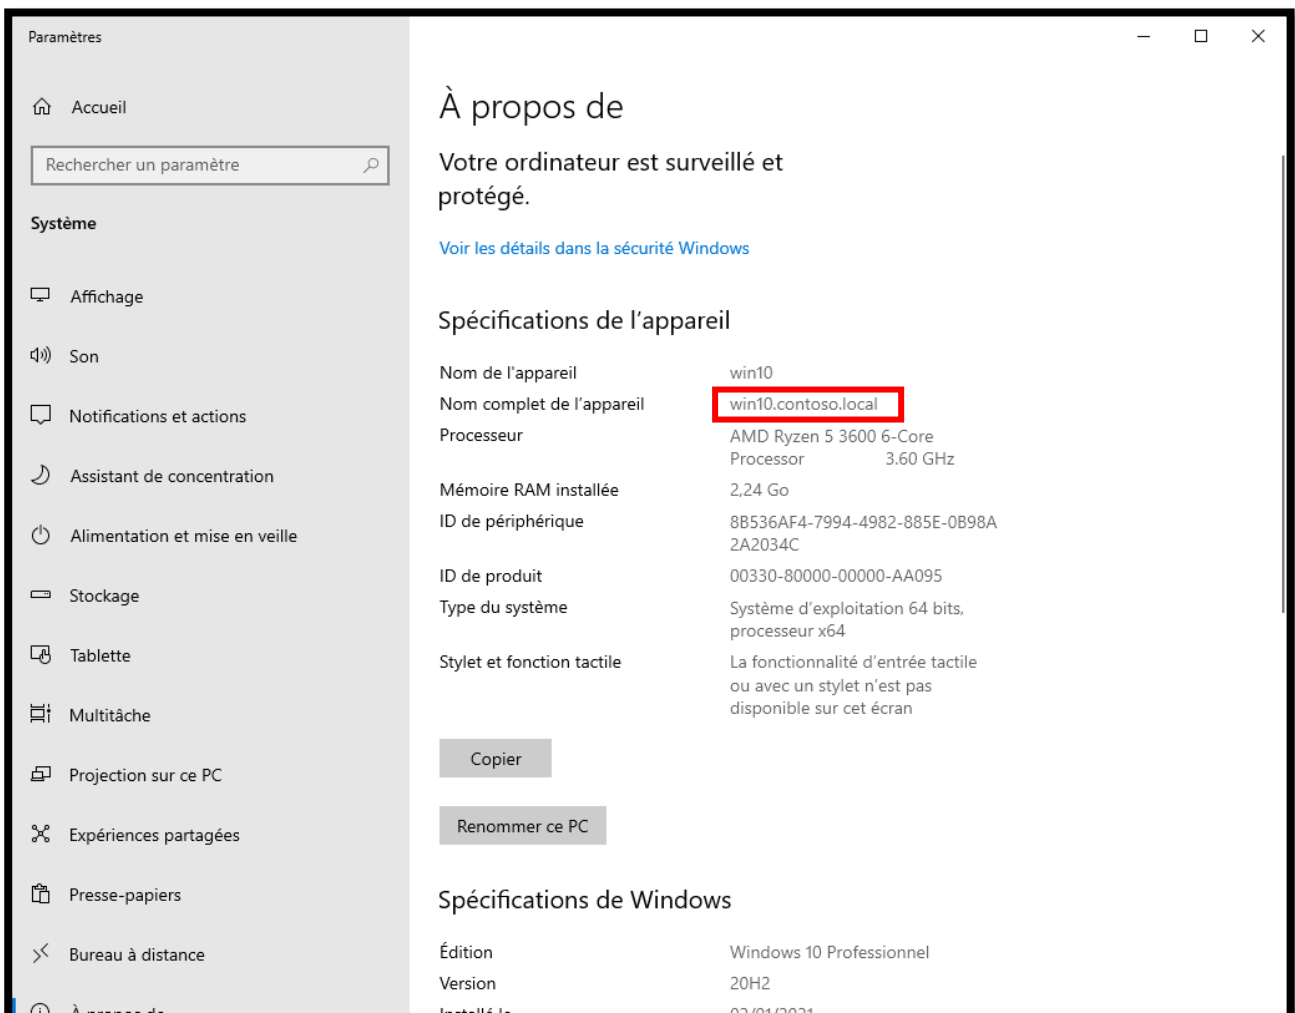 Paramètres
Accueil
Rechercher un paramètre
Système
Affichage
Son
Notifications et actions
Assistant de concentration
Alimentation et mise en veille
Stockage
Tablette
Multitâche
Projection sur ce PC
Expériences partagées
Presse-papiers
Bureau à distance
À propos de
À propos de
Votre ordinateur est surveillé et
protégé.
Voir les détails dans la sécurité Windows
Spécifications de l'appareil
Nom de l'appareil win10
Nom complet de l'appareil win10.contoso.local
Processeur AMD Ryzen 5 3600 6-Core
Processor 3.60 GHz
Mémoire RAM installée 2,24 Go
ID de périphérique 8B536AF4-7994-4982-885E-0B98A
2A2034C
ID de produit 00330-80000-00000-AA095
Type du système Système d'exploitation 64 bits,
processeur x64
Stylet et fonction tactile La fonctionnalité d'entrée tactile
ou avec un stylet n'est pas
disponible sur cet écran
Copier
Renommer ce PC
Spécifications de Windows
Édition Windows 10 Professionnel
Version 20H2
Installé le 02/01/2021